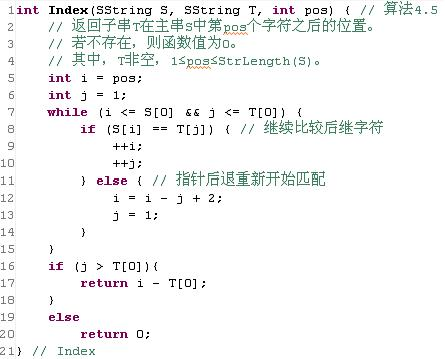 1 int Index(SString S, SString T, int pos) { // 算法4.5
2 // 返回子串T在主串S中第pos个字符之后的位置。
3 // 若不存在，则函数值为0。
4 // 其中，T非空，1≤pos≤StrLength(S)。
5 int i = pos;
6 int j = 1;
7 while (i <= S[0] && j <= T[0]) {
8 if (S[i] == T[j]) { // 继续比较后继字符
9 ++i;
10 ++j;
11 } else { // 指针后退重新开始匹配
12 i = i - j + 2;
13 j = 1;
14 }
15 }
16 if (j > T[0]){
17 return i - T[0];
18 }
19 else
20 return 0;
21 } // Index